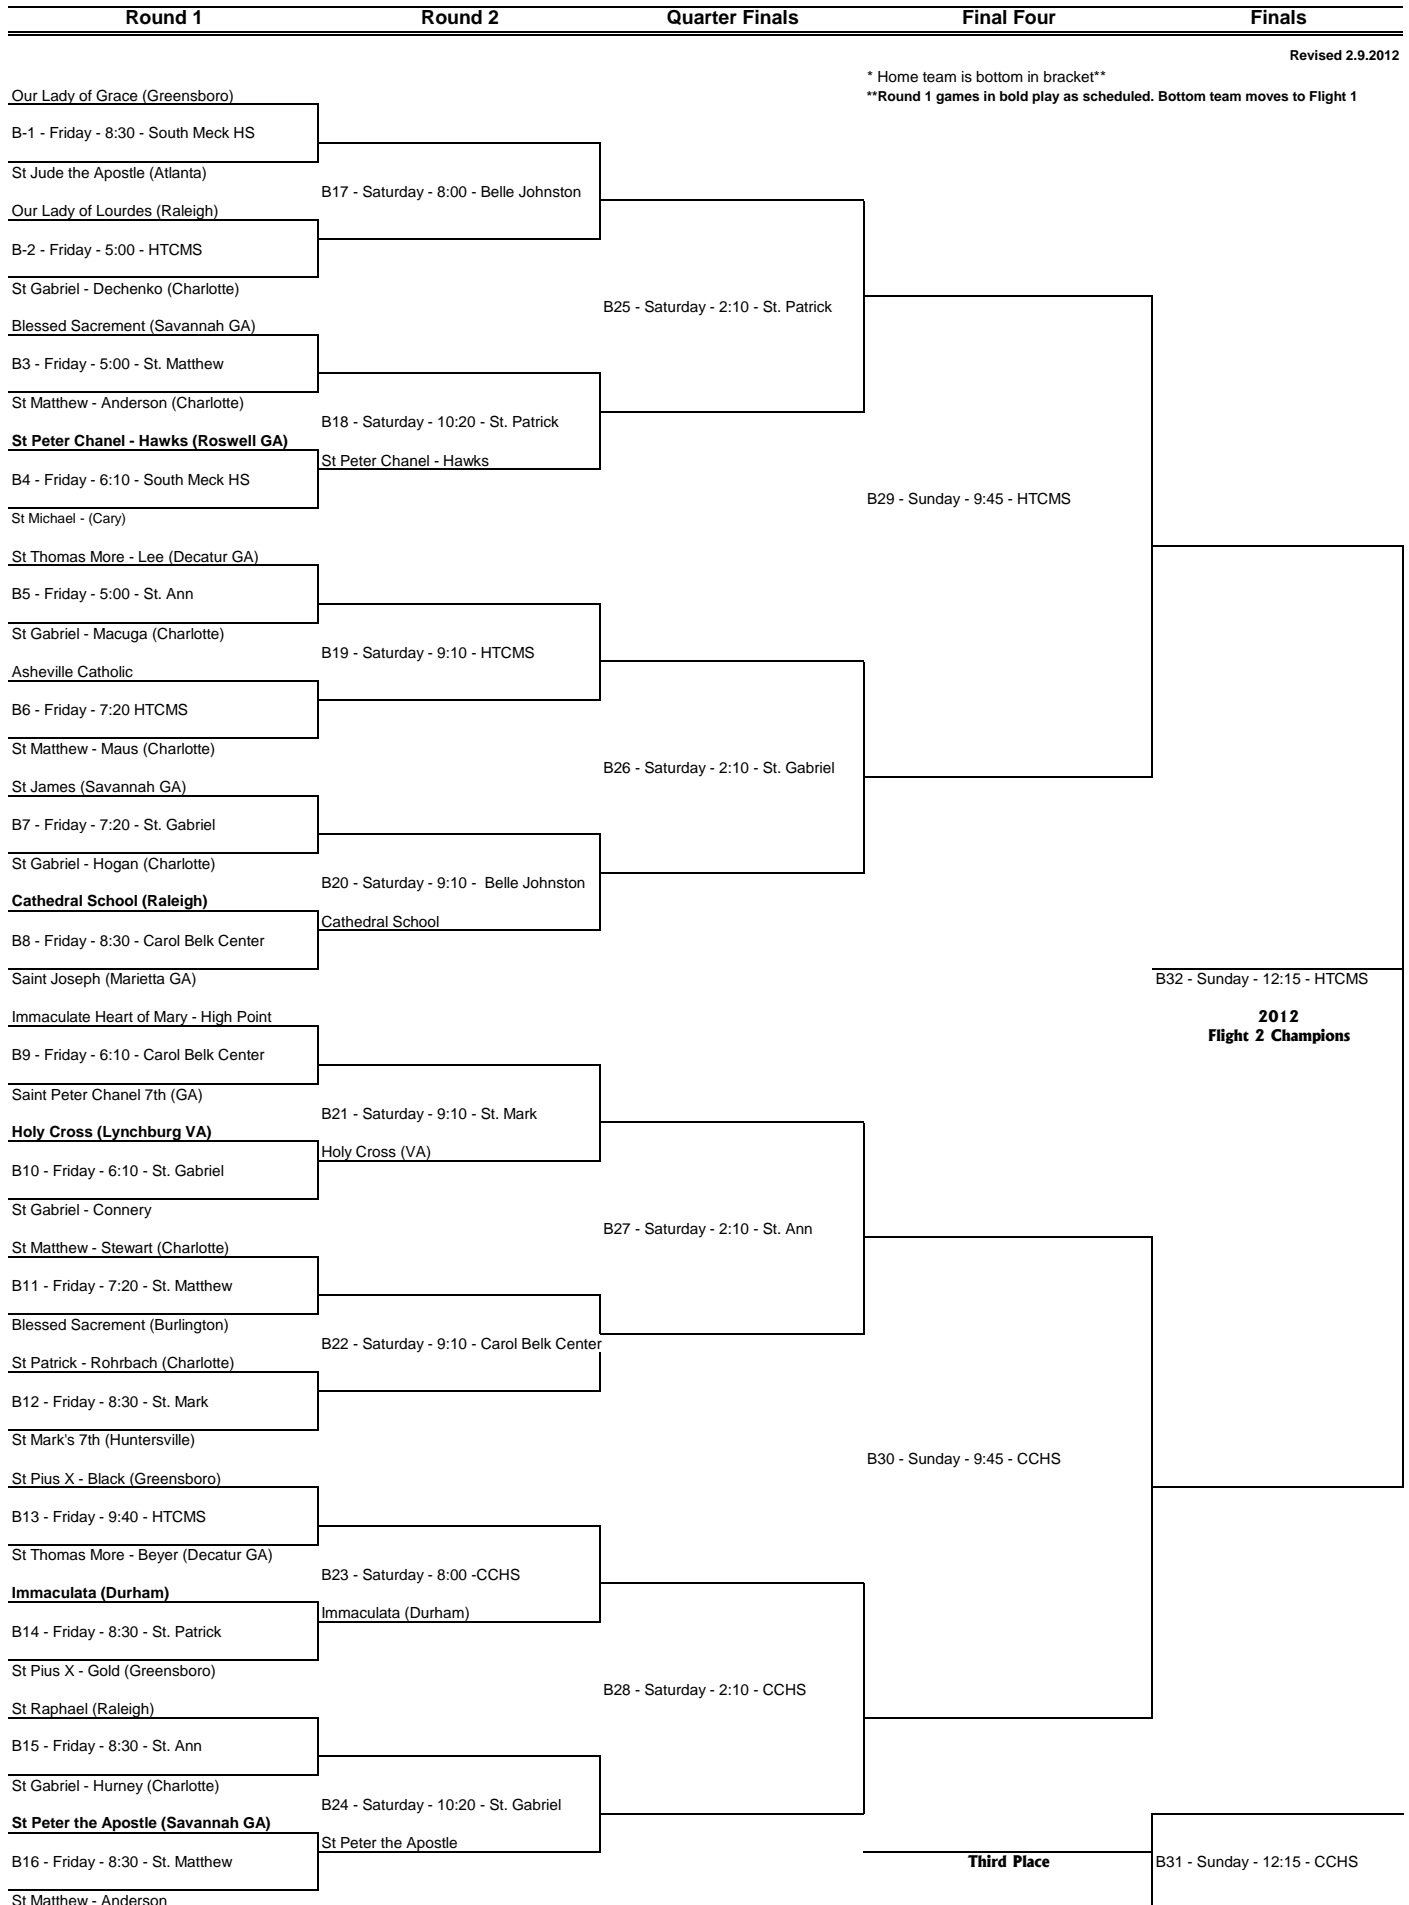 Round 1 Round 2 Quarter Finals Final Four Finals
Revised 2.9.2012
* Home team is bottom in bracket**
**Round 1 games in bold play as scheduled. Bottom team moves to Flight 1
Our Lady of Grace (Greensboro)
B-1 - Friday - 8:30 - South Meck HS
St Jude the Apostle (Atlanta)
B17 - Saturday - 8:00 - Belle Johnston
Our Lady of Lourdes (Raleigh)
B-2 - Friday - 5:00 - HTCMS
St Gabriel - Dechenko (Charlotte)
B25 - Saturday - 2:10 - St. Patrick
Blessed Sacrement (Savannah GA)
B3 - Friday - 5:00 - St. Matthew
St Matthew - Anderson (Charlotte)
B18 - Saturday - 10:20 - St. Patrick
St Peter Chanel - Hawks (Roswell GA)
St Peter Chanel - Hawks
B4 - Friday - 6:10 - South Meck HS
B29 - Sunday - 9:45 - HTCMS
St Michael - (Cary)
St Thomas More - Lee (Decatur GA)
B5 - Friday - 5:00 - St. Ann
St Gabriel - Macuga (Charlotte)
B19 - Saturday - 9:10 - HTCMS
Asheville Catholic
B6 - Friday - 7:20 HTCMS
St Matthew - Maus (Charlotte)
B26 - Saturday - 2:10 - St. Gabriel
St James (Savannah GA)
B7 - Friday - 7:20 - St. Gabriel
St Gabriel - Hogan (Charlotte)
B20 - Saturday - 9:10 - Belle Johnston
Cathedral School (Raleigh)
Cathedral School
B8 - Friday - 8:30 - Carol Belk Center
Saint Joseph (Marietta GA)
B32 - Sunday - 12:15 - HTCMS
Immaculate Heart of Mary - High Point
2012
Flight 2 Champions
B9 - Friday - 6:10 - Carol Belk Center
Saint Peter Chanel 7th (GA)
B21 - Saturday - 9:10 - St. Mark
Holy Cross (Lynchburg VA)
Holy Cross (VA)
B10 - Friday - 6:10 - St. Gabriel
St Gabriel - Connery
B27 - Saturday - 2:10 - St. Ann
St Matthew - Stewart (Charlotte)
B11 - Friday - 7:20 - St. Matthew
Blessed Sacrement (Burlington)
B22 - Saturday - 9:10 - Carol Belk Center
St Patrick - Rohrbach (Charlotte)
B12 - Friday - 8:30 - St. Mark
St Mark's 7th (Huntersville)
B30 - Sunday - 9:45 - CCHS
St Pius X - Black (Greensboro)
B13 - Friday - 9:40 - HTCMS
St Thomas More - Beyer (Decatur GA)
B23 - Saturday - 8:00 -CCHS
Immaculata (Durham)
Immaculata (Durham)
B14 - Friday - 8:30 - St. Patrick
St Pius X - Gold (Greensboro)
B28 - Saturday - 2:10 - CCHS
St Raphael (Raleigh)
B15 - Friday - 8:30 - St. Ann
St Gabriel - Hurney (Charlotte)
B24 - Saturday - 10:20 - St. Gabriel
St Peter the Apostle (Savannah GA)
St Peter the Apostle
B16 - Friday - 8:30 - St. Matthew
Third Place
B31 - Sunday - 12:15 - CCHS
St Matthew - Anderson